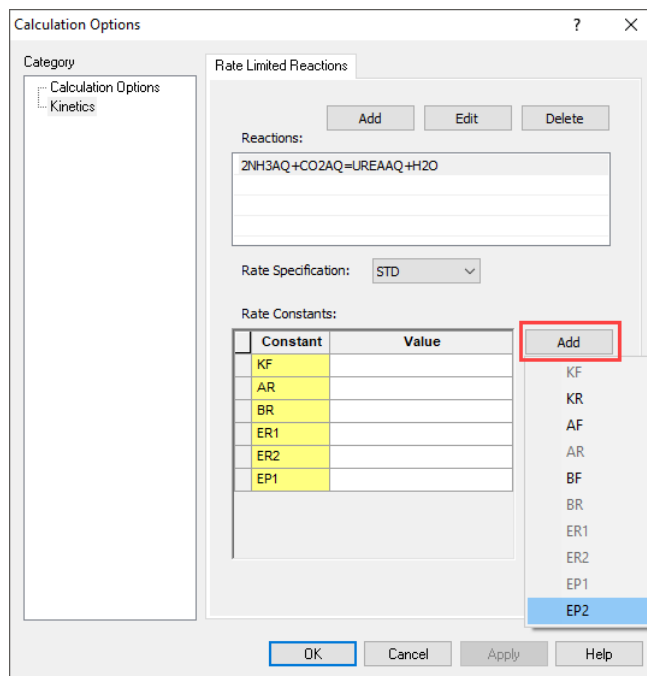 Calculation Options
?
Category
Calculation Options
Kinetics
Rate Limited Reactions
Add Edit Delete
Reactions:
2NH3AQ+CO2AQ=UREAAQ+H2O
Rate Specification: STD
Rate Constants:
Constant Value
KF
AR
BR
ER1
ER2
EP1
Add
KF
KR
AF
AR
BF
BR
ER1
ER2
EP1
EP2
OK Cancel Apply Help